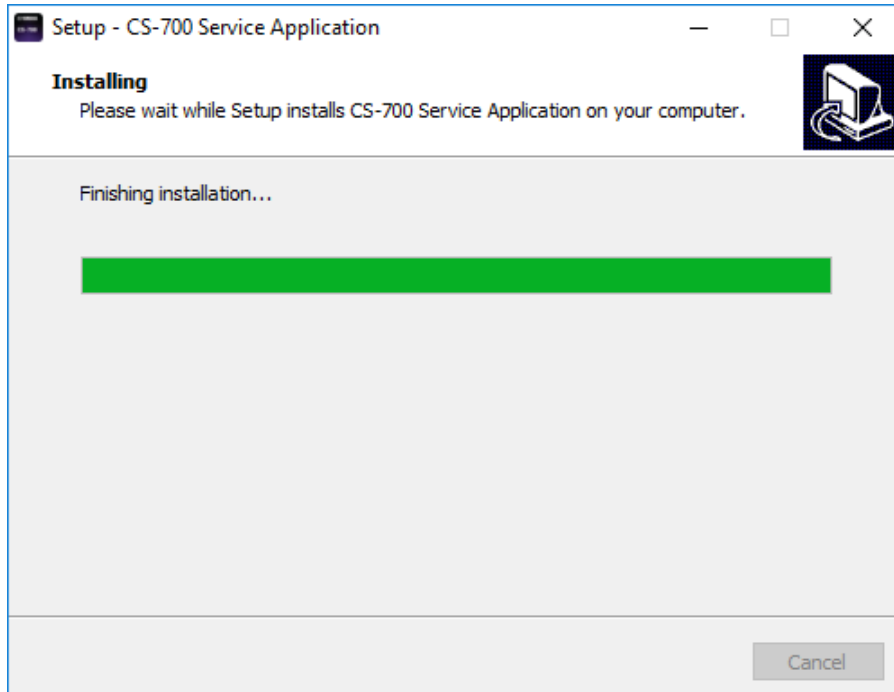 Setup - CS-700 Service Application
Installing
Please wait while Setup installs CS-700 Service Application on your computer.
Finishing installation...
Cancel